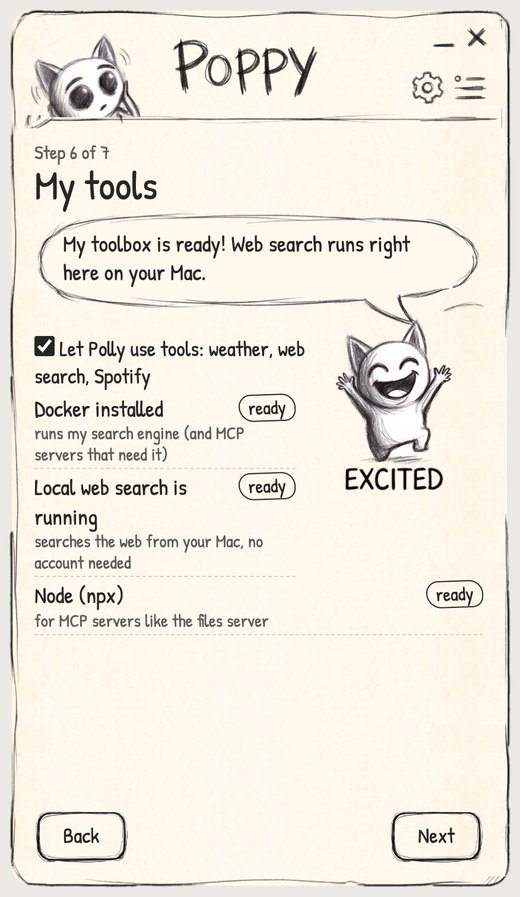 POPPY
Step 6 of 7
My tools
My toolbox is ready! Web search runs right
here on your Mac.
Let Polly use tools: weather, web
search, Spotify
Docker installed
ready
runs my search engine (and MCP
servers that need it)
Local web search is
running
ready
searches the web from your Mac, no
account needed
EXCITED
Node (npx)
ready
for MCP servers like the files server
Back
Next